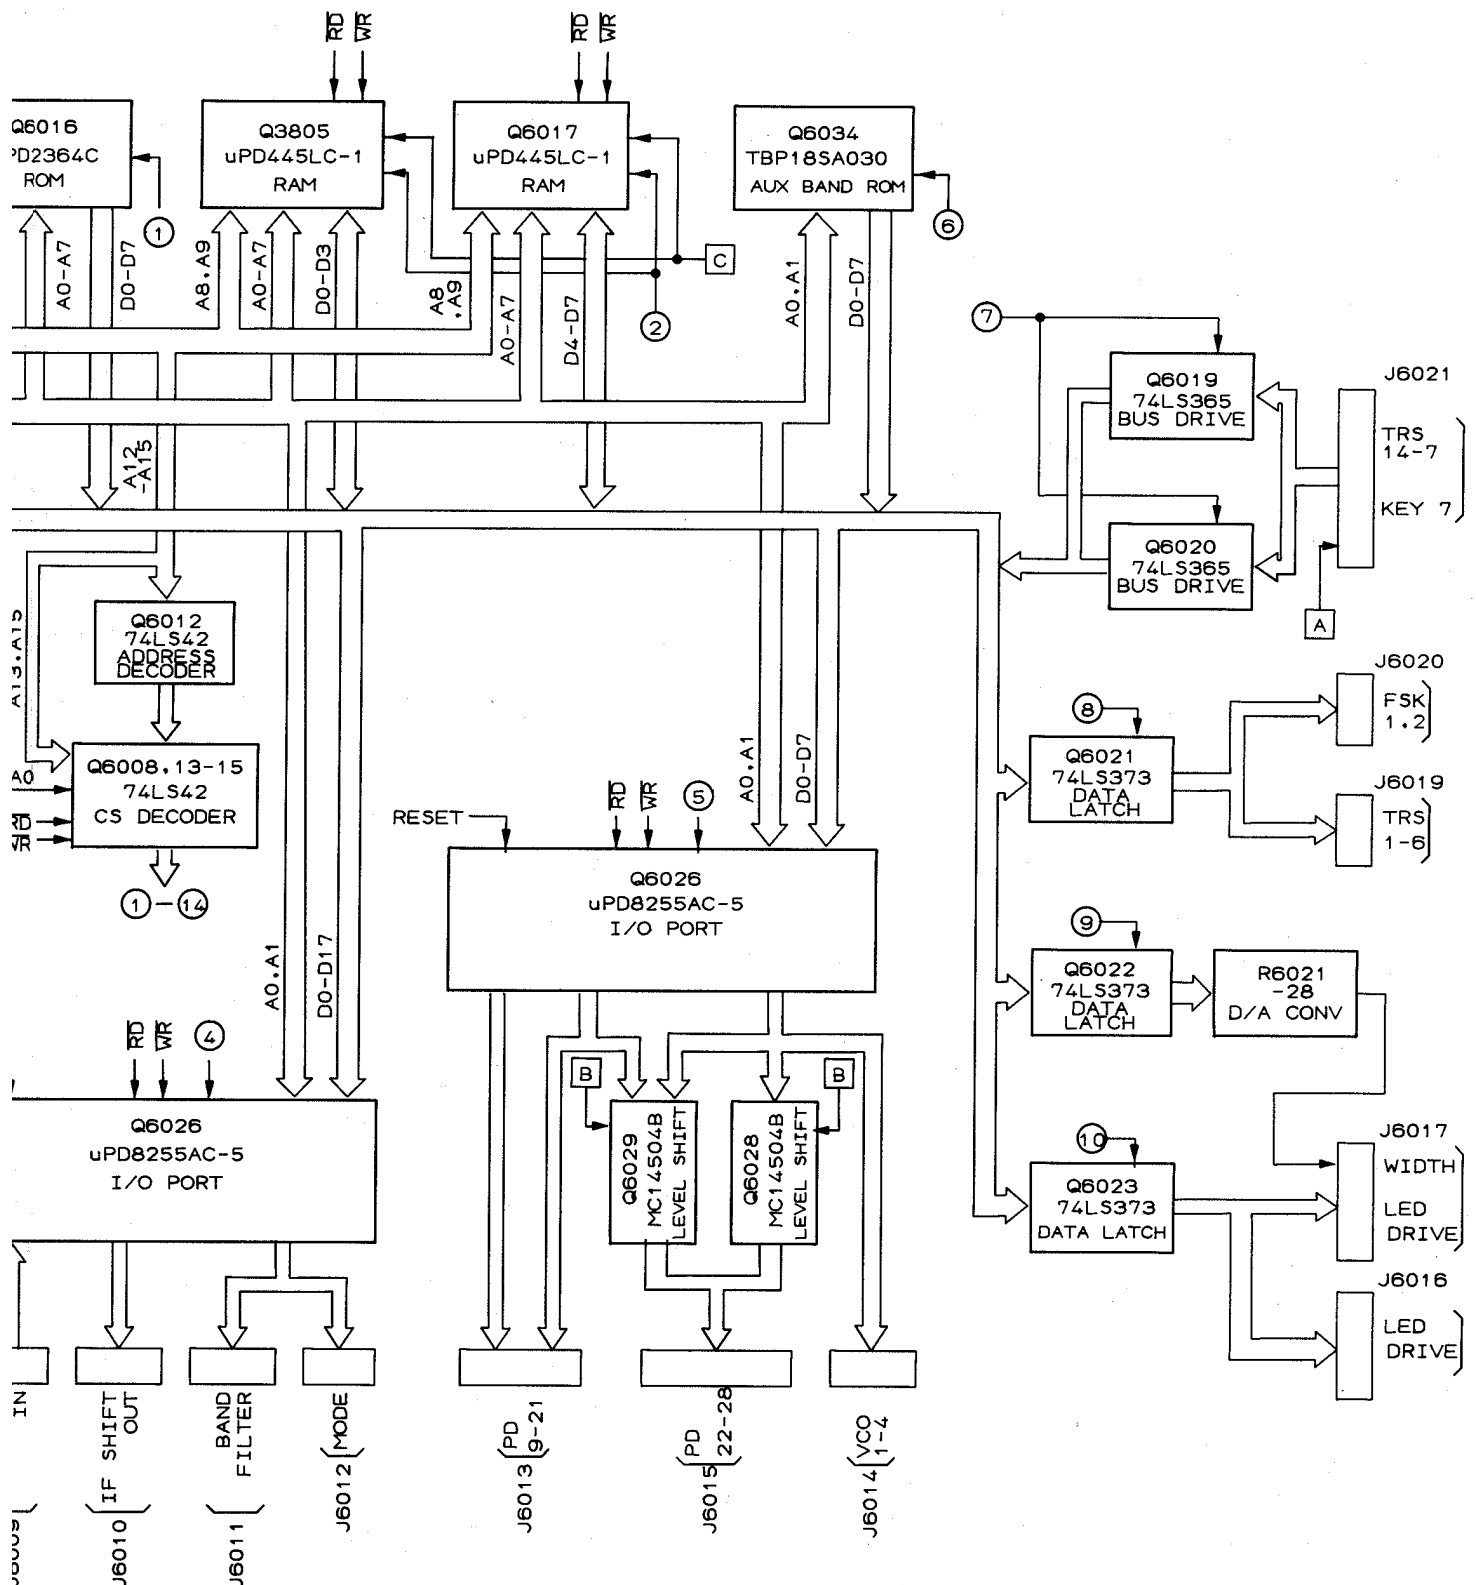 RD
WR
RD
WR
Q6016
PD2364C
ROM
Q3805
uPD445LC-1
RAM
Q6017
uPD445LC-1
RAM
Q6034
TBP18SA030
AUX BAND ROM
1
6
C
2
A0-A7
D0-D7
A8.A9
A0-A7
D0-D3
A8
.A9
A0-A7
D4-D7
A0.A1
D0-D7
7
Q6019
74LS365
BUS DRIVE
J6021
TRS
14-7
KEY 7
A12
-A15
Q6020
74LS365
BUS DRIVE
A
Q6012
74LS42
ADDRESS
DECODER
A13.A15
J6020
FSK
1.2
8
Q6021
74LS373
DATA
LATCH
J6019
TRS
1-6
Q6008.13-15
74LS42
CS DECODER
A0
RD
WR
1-14
RESET
RD
WR
5
A0.A1
D0-D7
Q6026
uPD8255AC-5
I/O PORT
9
Q6022
74LS373
DATA
LATCH
R6021
-28
D/A CONV
A0.A1
D0-D17
RD
WR
4
B
B
Q6026
uPD8255AC-5
I/O PORT
Q6029
MC14504B
LEVEL SHIFT
Q6028
MC14504B
LEVEL SHIFT
10
Q6023
74LS373
DATA LATCH
J6017
WIDTH
LED
DRIVE
J6016
LED
DRIVE
IN
J6009
IF SHIFT
OUT
J6010
BAND
FILTER
J6011
MODE
J6012
PD
9-21
J6013
PD
22-28
J6015
VCO
1-4
J6014